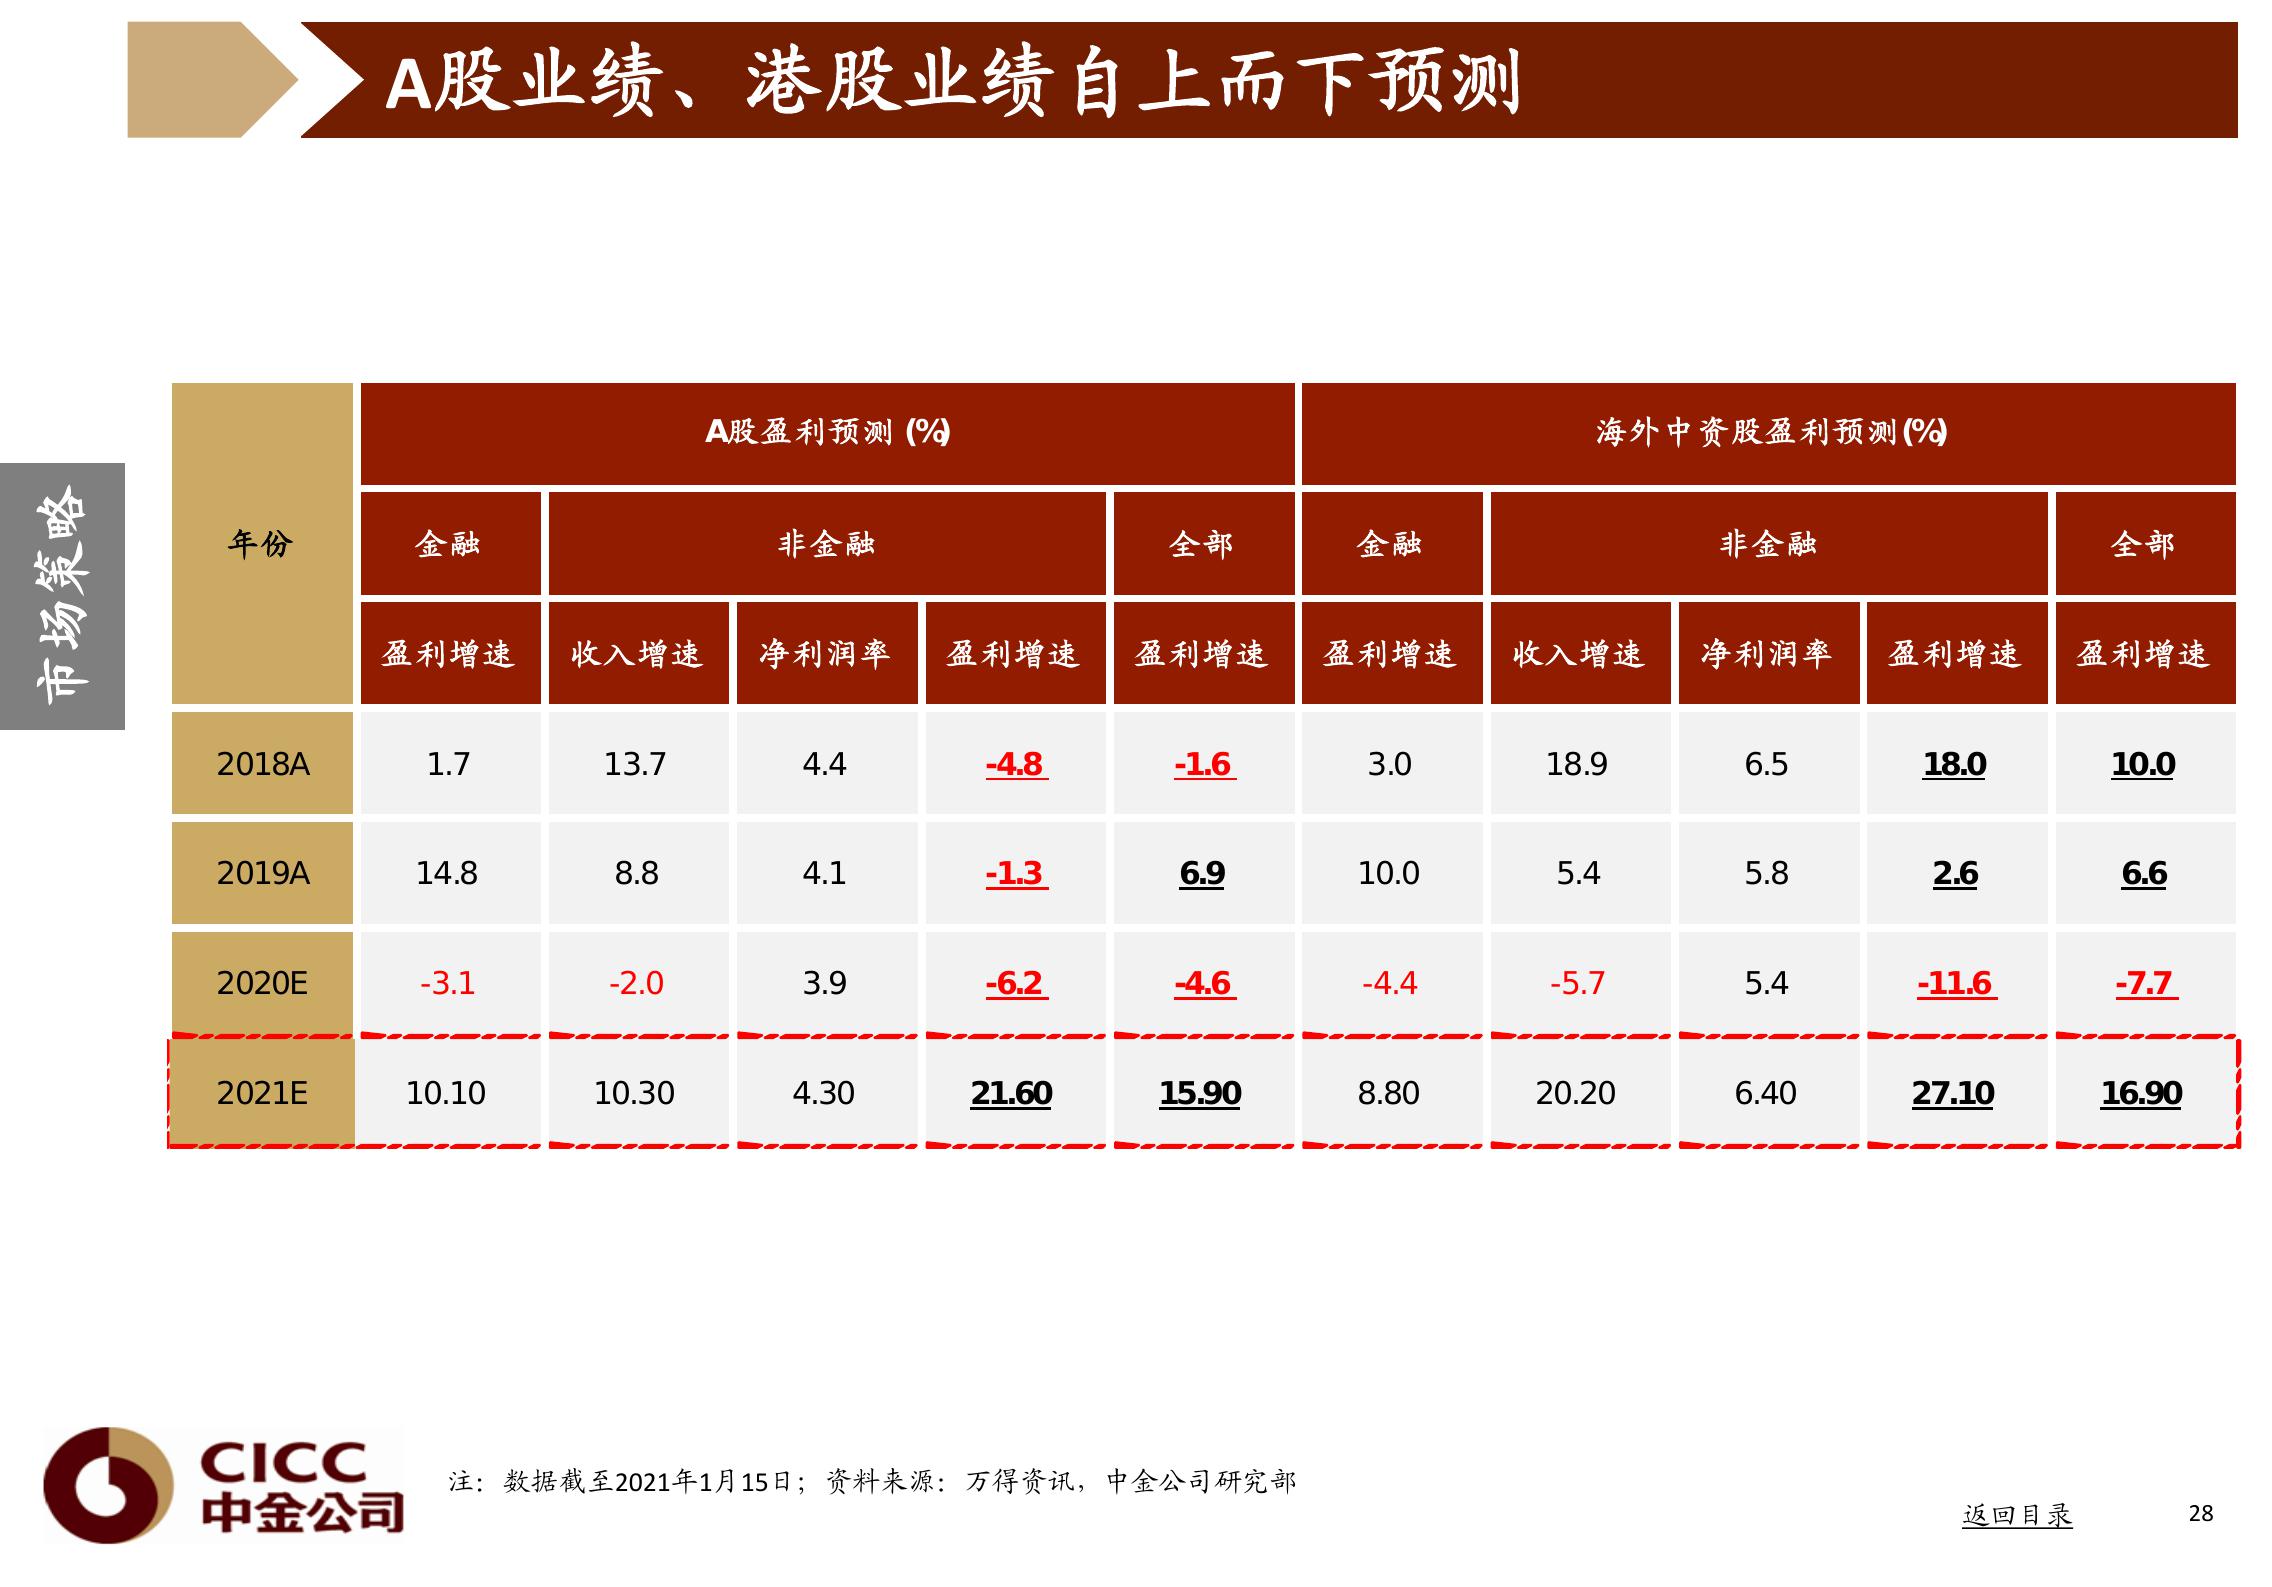 A股业绩、港股业绩自上而下预测
市场策略
年份 A股盈利预测 (%) 海外中资股盈利预测(%)
金融 非金融 全部 金融 非金融 全部
盈利增速 收入增速 净利润率 盈利增速 盈利增速 盈利增速 收入增速 净利润率 盈利增速 盈利增速
2018A 1.7 13.7 4.4 -4.8 -1.6 3.0 18.9 6.5 18.0 10.0
2019A 14.8 8.8 4.1 -1.3 6.9 10.0 5.4 5.8 2.6 6.6
2020E -3.1 -2.0 3.9 -6.2 -4.6 -4.4 -5.7 5.4 -11.6 -7.7
2021E 10.10 10.30 4.30 21.60 15.90 8.80 20.20 6.40 27.10 16.90
CICC
中金公司
注：数据截至2021年1月15日；资料来源：万得资讯，中金公司研究部
返回目录 28